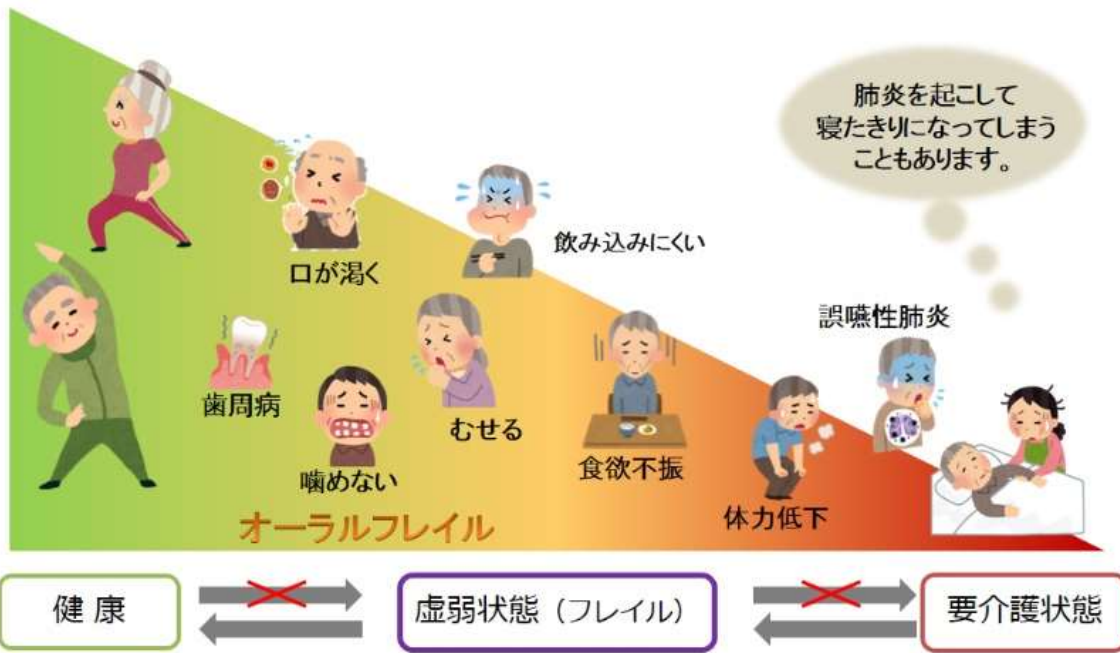 肺炎を起こして
寝たきりになってしまう
こともあります。
口が渇く
飲み込みにくい
誤嚥性肺炎
歯周病
むせる
噛めない
食欲不振
体力低下
オーラルフレイル
健康
虚弱状態（フレイル）
要介護状態